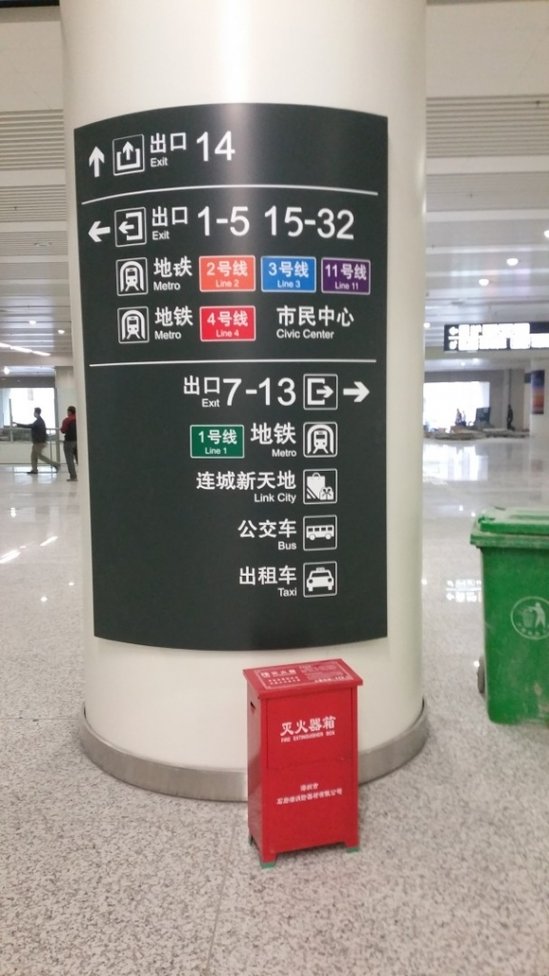 出口 14
Exit
出口 1-5 15-32
Exit
地铁 2号线 3号线 11号线
Metro Line 2 Line 3 Line 11
地铁 4号线 市民中心
Metro Line 4 Civic Center
出口 7-13
Exit
1号线 地铁
Line 1 Metro
连城新天地
Link City
公交车
Bus
出租车
Taxi
灭火器箱
FIRE EXTINGUISHER BOX